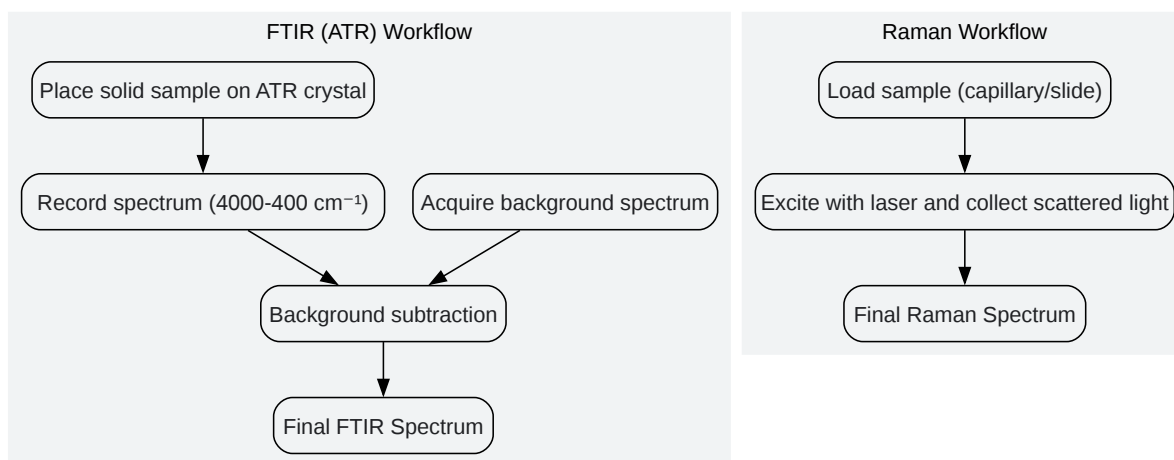 FTIR (ATR) Workflow
Place solid sample on ATR crystal
Record spectrum (4000-400 cm⁻¹)
Acquire background spectrum
Background subtraction
Final FTIR Spectrum
Raman Workflow
Load sample (capillary/slide)
Excite with laser and collect scattered light
Final Raman Spectrum